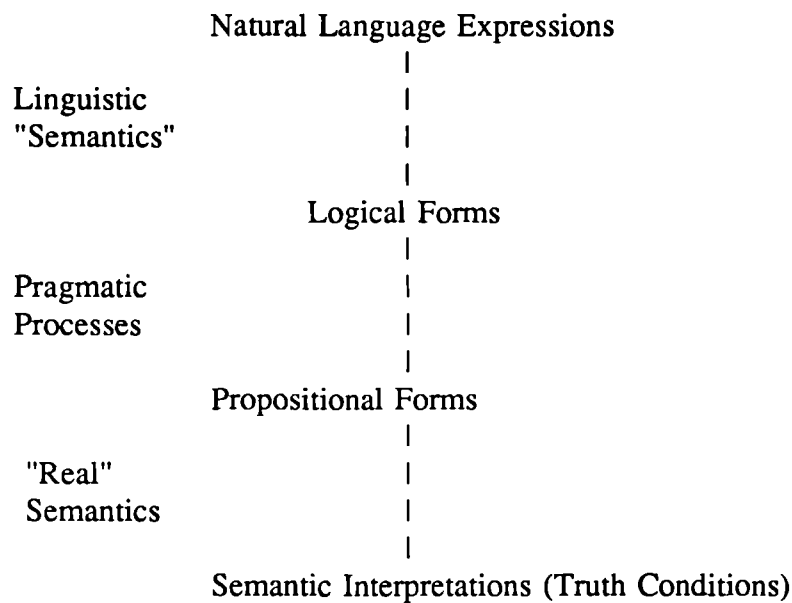 Natural Language Expressions
Linguistic
"Semantics"
Logical Forms
Pragmatic
Processes
Propositional Forms
"Real"
Semantics
Semantic Interpretations (Truth Conditions)